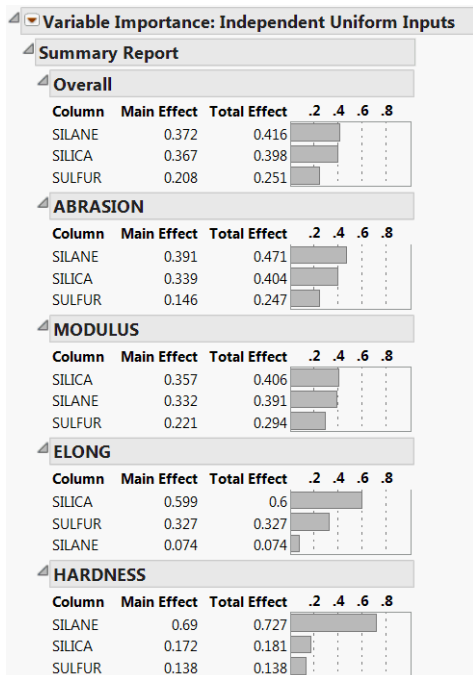 Variable Importance: Independent Uniform Inputs
Summary Report
Overall
Column Main Effect Total Effect .2 .4 .6 .8
SILANE 0.372 0.416
SILICA 0.367 0.398
SULFUR 0.208 0.251
ABRASION
Column Main Effect Total Effect .2 .4 .6 .8
SILANE 0.391 0.471
SILICA 0.339 0.404
SULFUR 0.146 0.247
MODULUS
Column Main Effect Total Effect .2 .4 .6 .8
SILICA 0.357 0.406
SILANE 0.332 0.391
SULFUR 0.221 0.294
ELONG
Column Main Effect Total Effect .2 .4 .6 .8
SILICA 0.599 0.6
SULFUR 0.327 0.327
SILANE 0.074 0.074
HARDNESS
Column Main Effect Total Effect .2 .4 .6 .8
SILANE 0.69 0.727
SILICA 0.172 0.181
SULFUR 0.138 0.138